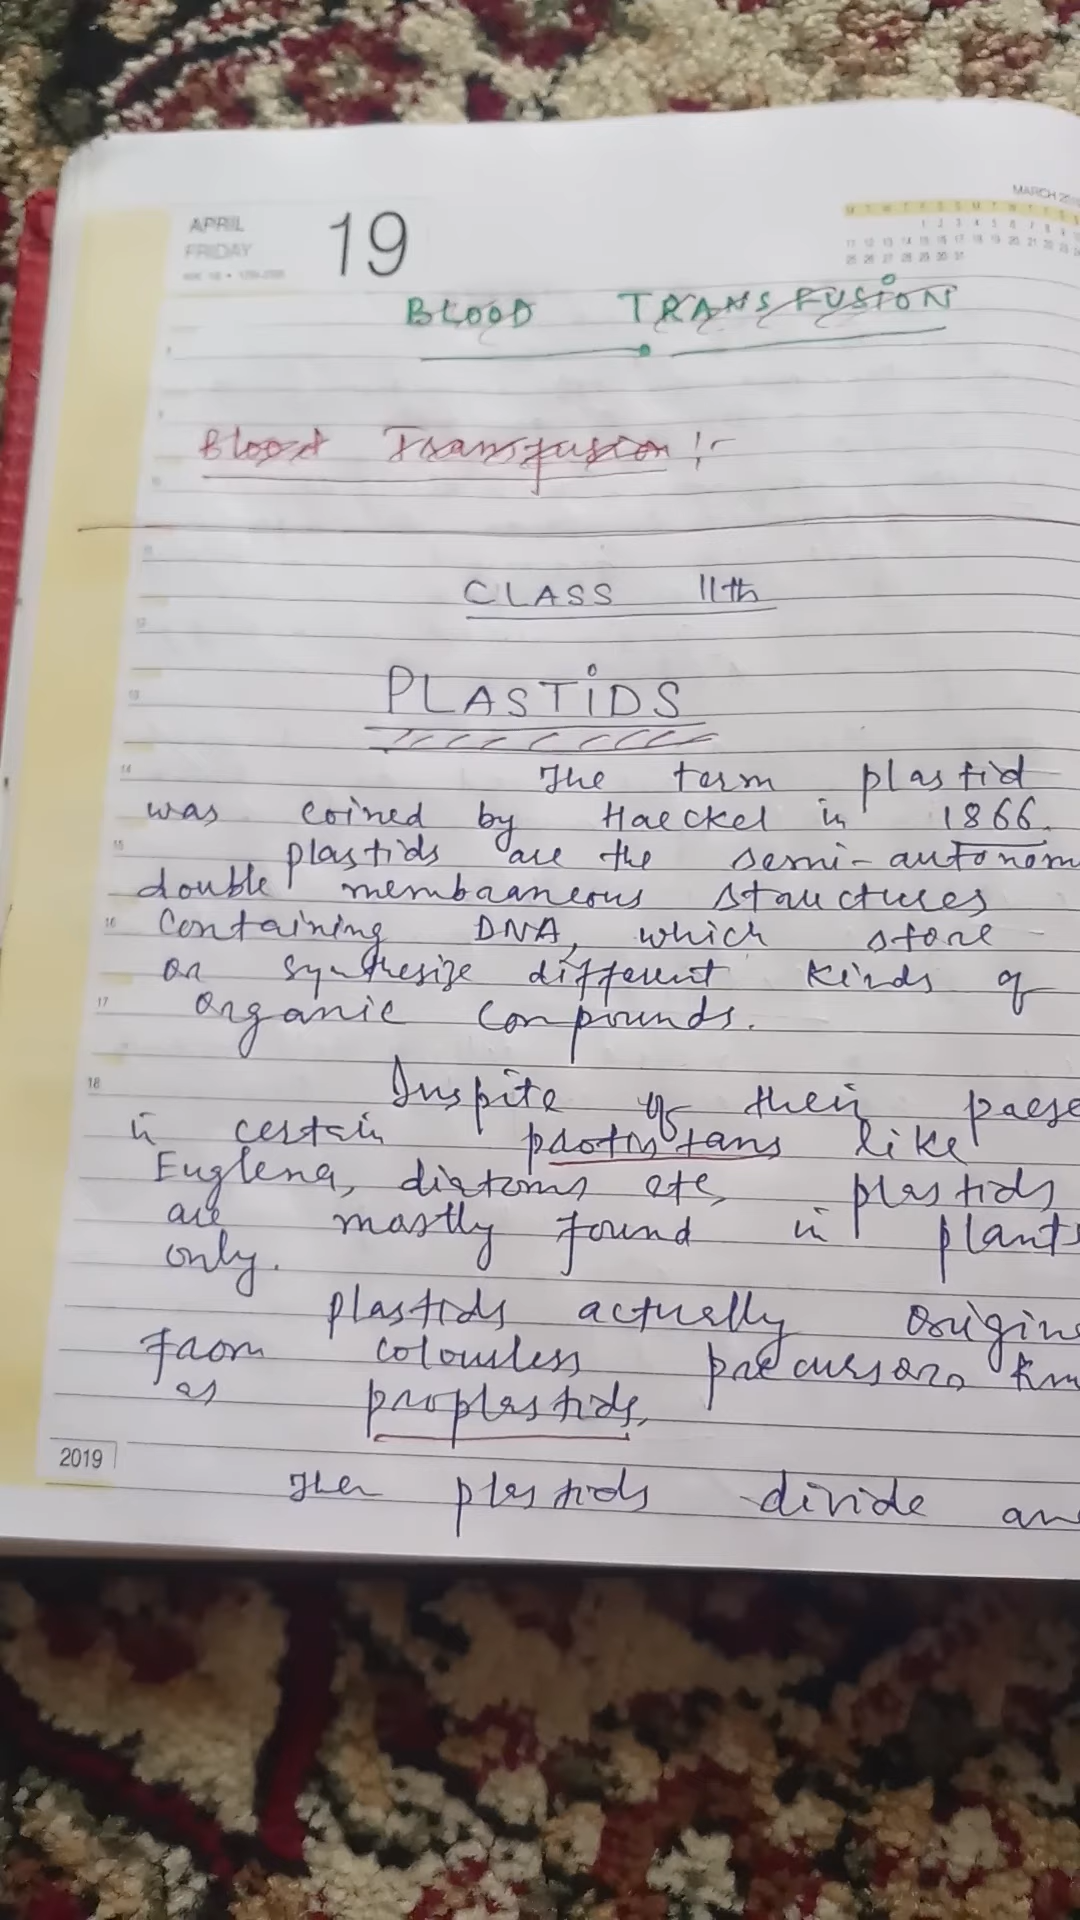 APRIL
FRIDAY
19
MARCH
BLOOD TRANSFUSION
Blood Transfusion :-
CLASS 11th
PLASTIDS
The term plastid
was coined by Haeckel in 1866.
plastids are the semi-autonom
double membraneous structures
Containing DNA, which store
or synthesize different kinds of
organic compounds.
Inspite of their prese
in certain protistans like
Euglena, diatoms etc, plastids
are mostly found in plants
only.
plastids actually origin
from colourless precursors kn
as proplastids.
2019
The plastids divide an